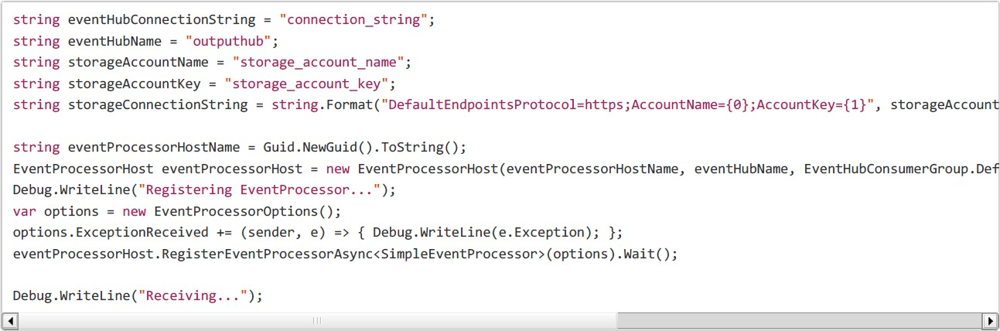 string eventHubConnectionString = "connection_string";
string eventHubName = "outputhub";
string storageAccountName = "storage_account_name";
string storageAccountKey = "storage_account_key";
string storageConnectionString = string.Format("DefaultEndpointsProtocol=https;AccountName={0};AccountKey={1}", storageAccount
string eventProcessorHostName = Guid.NewGuid().ToString();
EventProcessorHost eventProcessorHost = new EventProcessorHost(eventProcessorHostName, eventHubName, EventHubConsumerGroup.Def
Debug.WriteLine("Registering EventProcessor...");
var options = new EventProcessorOptions();
options.ExceptionReceived += (sender, e) => { Debug.WriteLine(e.Exception); };
eventProcessorHost.RegisterEventProcessorAsync<SimpleEventProcessor>(options).Wait();
Debug.WriteLine("Receiving...");